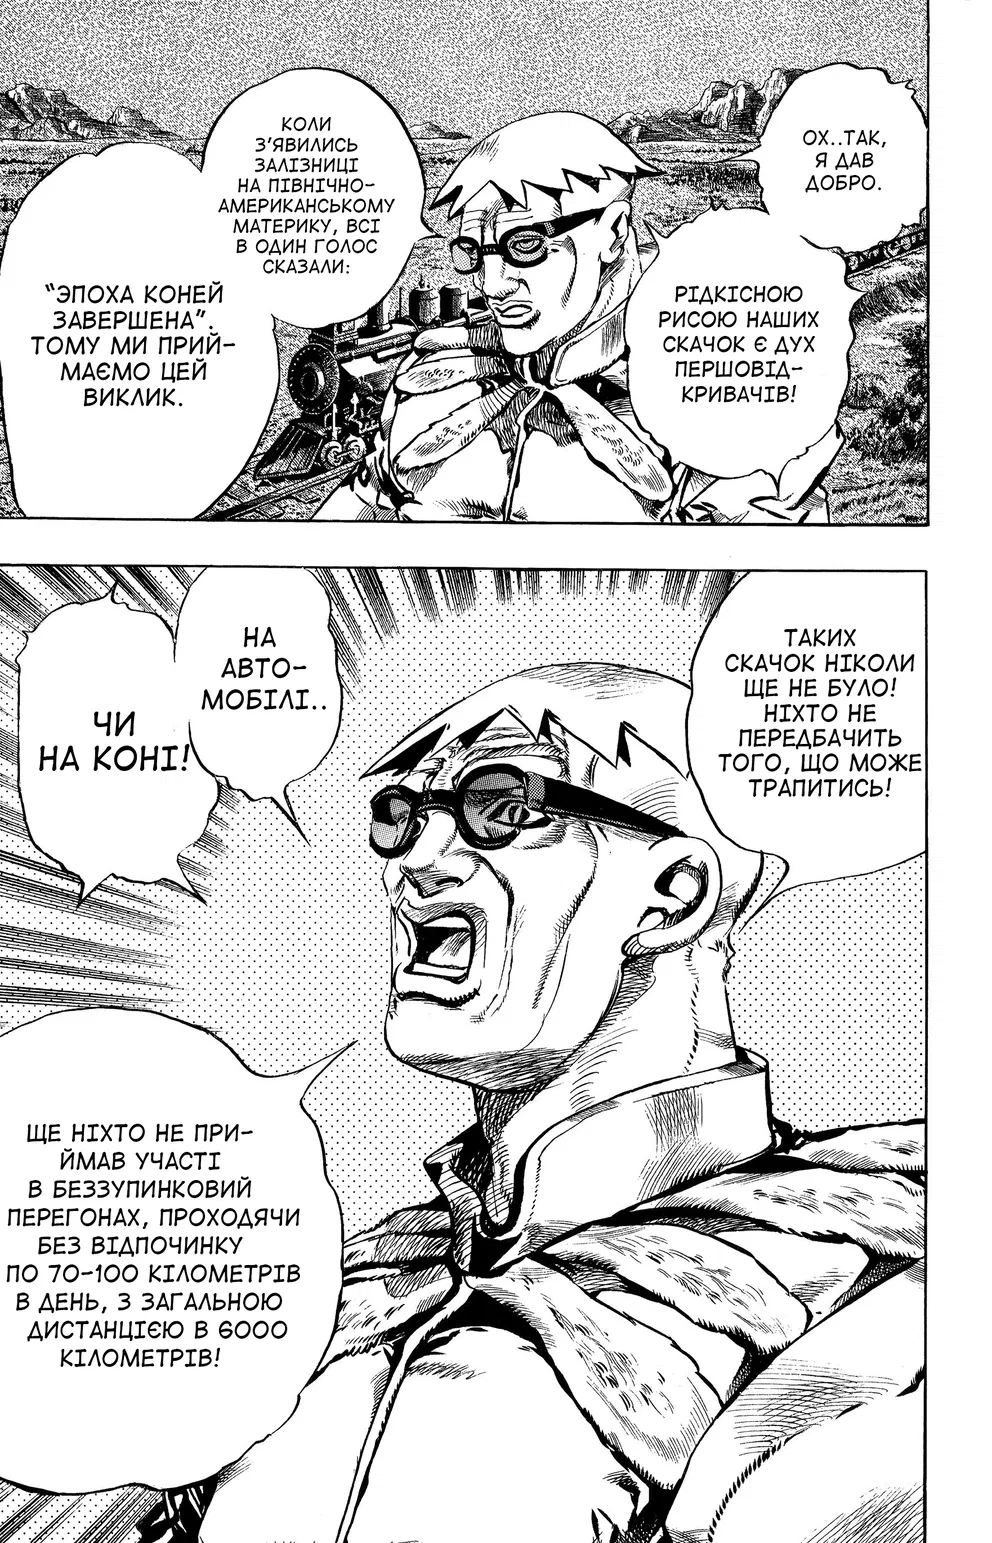 ОХ..ТАК,
Я ДАВ
ДОБРО.
РІДКІСНОЮ
РИСОЮ НАШИХ
СКАЧОК Є ДУХ
ПЕРШОВІД-
КРИВАЧІВ!
КОЛИ
З'ЯВИЛИСЬ
ЗАЛІЗНИЦІ
НА ПІВНІЧНО-
АМЕРИКАНСЬКОМУ
МАТЕРИКУ, ВСІ
В ОДИН ГОЛОС
СКАЗАЛИ:
"ЭПОХА КОНЕЙ
ЗАВЕРШЕНА".
ТОМУ МИ ПРИЙ-
МАЄМО ЦЕЙ
ВИКЛИК.
ТАКИХ
СКАЧОК НІКОЛИ
ЩЕ НЕ БУЛО!
НІХТО НЕ
ПЕРЕДБАЧИТЬ
ТОГО, ЩО МОЖЕ
ТРАПИТИСЬ!
НА
АВТО-
МОБІЛІ..
ЧИ
НА КОНІ!
ЩЕ НІХТО НЕ ПРИ-
ЙМАВ УЧАСТІ
В БЕЗЗУПИНКОВИЙ
ПЕРЕГОНАХ, ПРОХОДЯЧИ
БЕЗ ВІДПОЧИНКУ
ПО 70-100 КІЛОМЕТРІВ
В ДЕНЬ, З ЗАГАЛЬНОЮ
ДИСТАНЦІЄЮ В 6000
КІЛОМЕТРІВ!